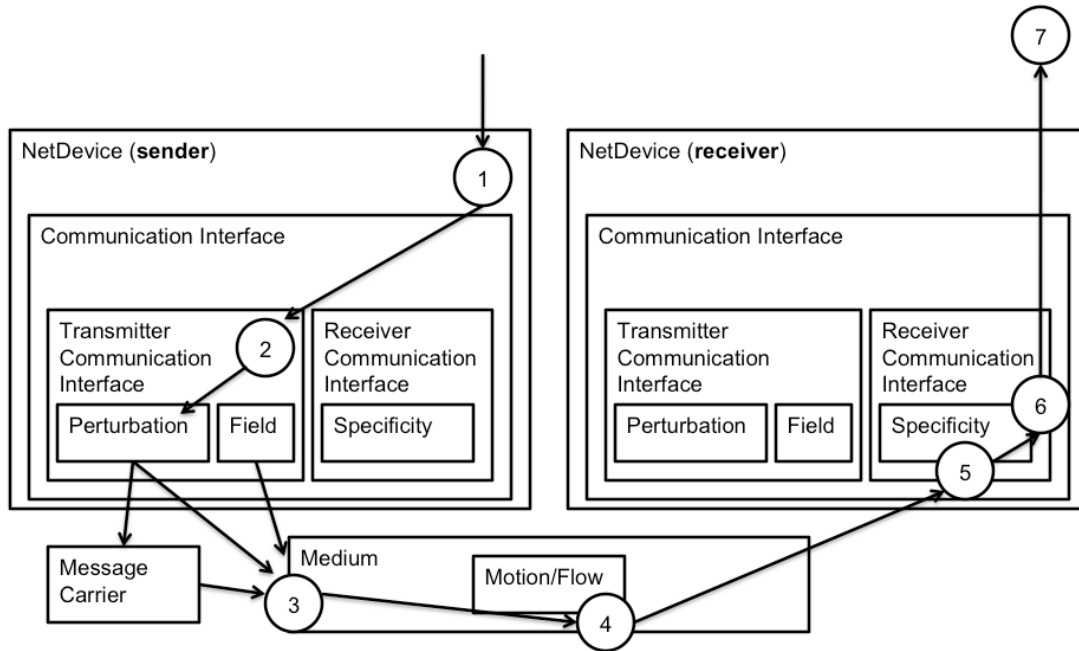 7
NetDevice (sender)
NetDevice (receiver)
1
Communication Interface
Communication Interface
Transmitter
Communication
Interface
2
Receiver
Communication
Interface
Transmitter
Communication
Interface
Receiver
Communication
Interface
6
Perturbation
Field
Specificity
Perturbation
Field
Specificity
5
Message
Carrier
Medium
Motion/Flow
3
4